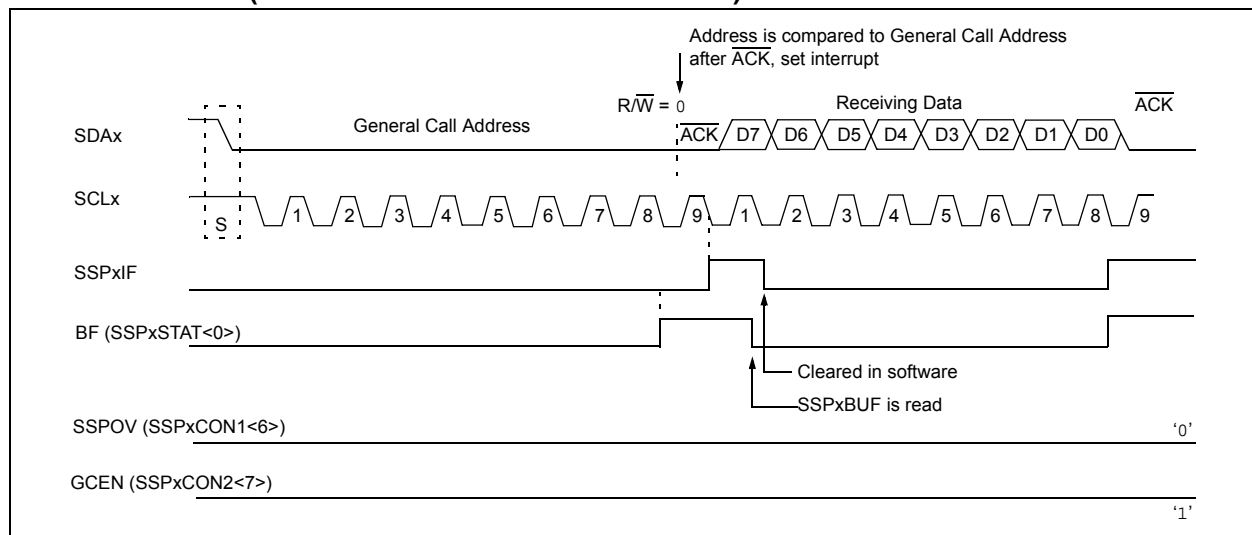 Address is compared to General Call Address
after ACK, set interrupt
R/W = 0
Receiving Data
ACK
SDAx
General Call Address
ACK D7 D6 D5 D4 D3 D2 D1 D0
SCLx
S 1 2 3 4 5 6 7 8 9 1 2 3 4 5 6 7 8 9
SSPxIF
BF (SSPxSTAT<0>)
Cleared in software
SSPxBUF is read
SSPOV (SSPxCON1<6>) ‘0’
GCEN (SSPxCON2<7>)
‘1’